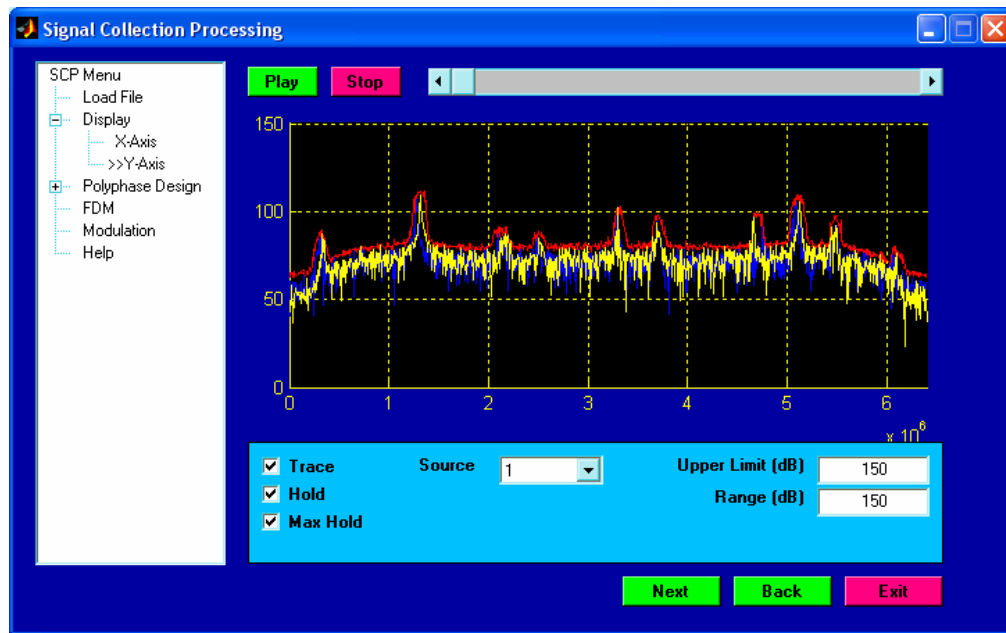 Signal Collection Processing
SCP Menu
Load File
Display
X-Axis
>>Y-Axis
Polyphase Design
FDM
Modulation
Help
Play Stop
150
100
50
0
0 1 2 3 4 5 6
x 10^6
Trace
Hold
Max Hold
Source 1
Upper Limit (dB) 150
Range (dB) 150
Next Back Exit